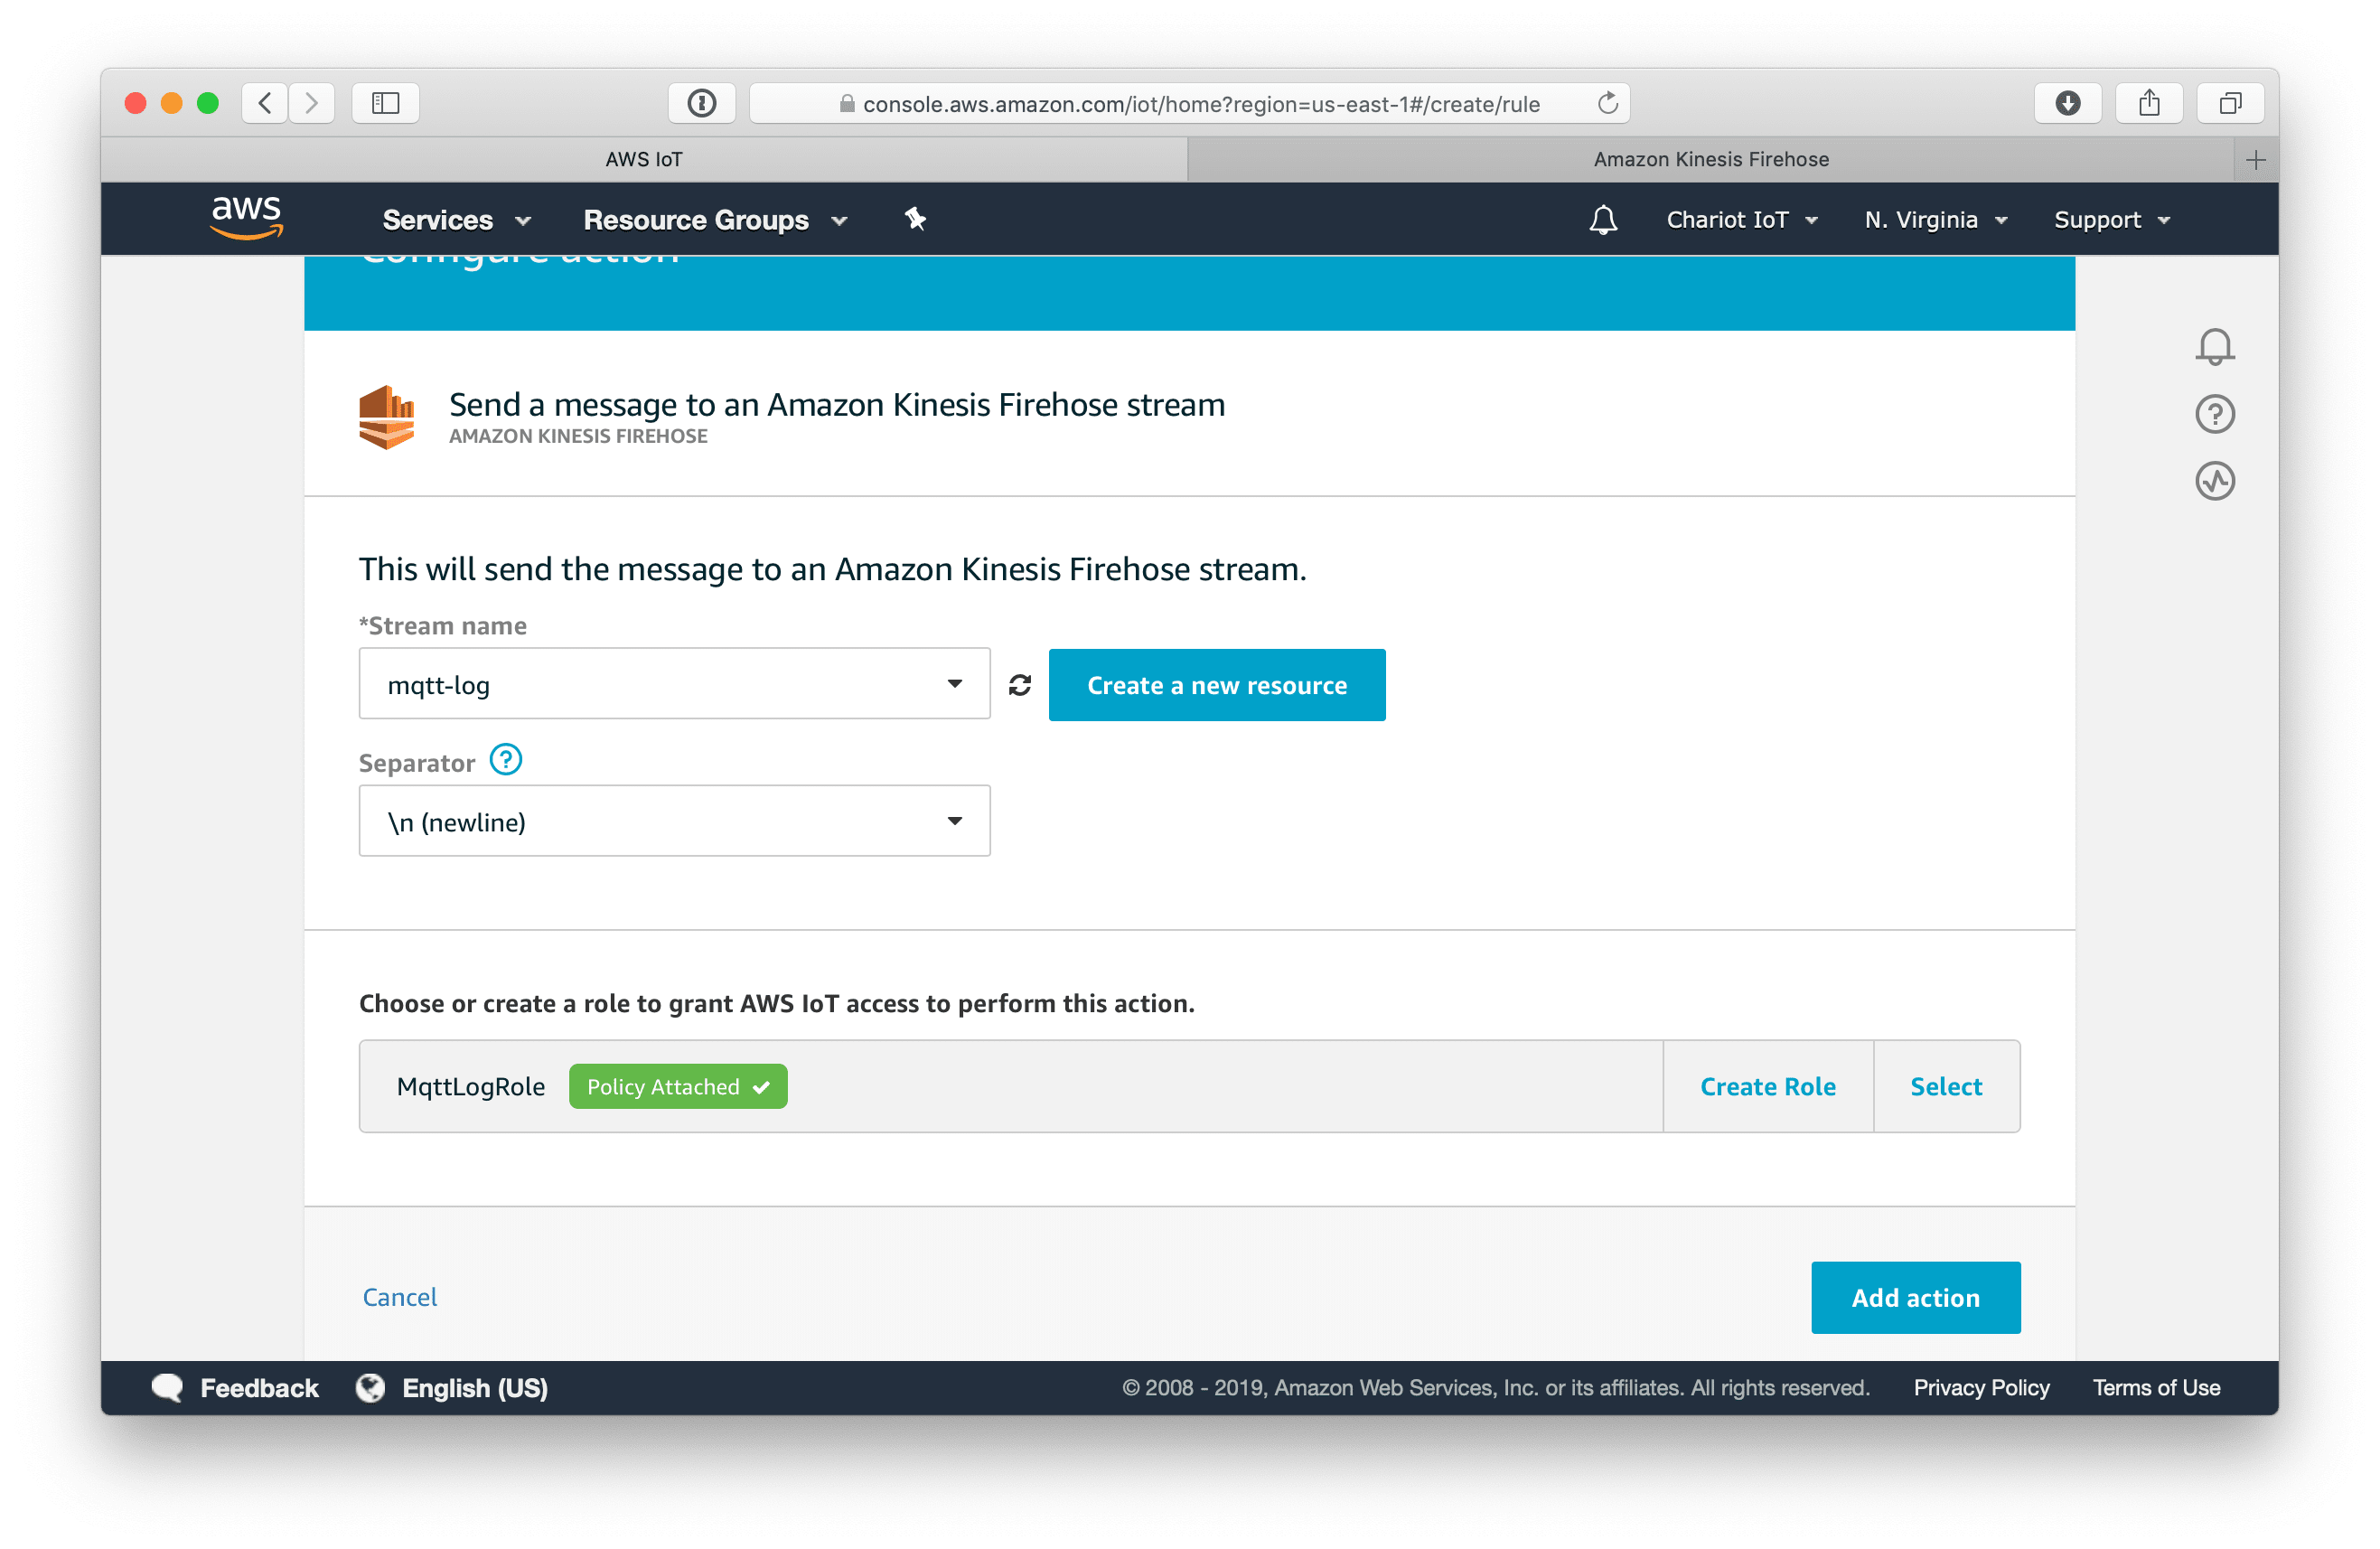 console.aws.amazon.com/iot/home?region=us-east-1#/create/rule
AWS IoT
Amazon Kinesis Firehose
aws
Services
Resource Groups
Chariot IoT
N. Virginia
Support
Configure action
Send a message to an Amazon Kinesis Firehose stream
AMAZON KINESIS FIREHOSE
This will send the message to an Amazon Kinesis Firehose stream.
*Stream name
mqtt-log
Create a new resource
Separator ?
\n (newline)
Choose or create a role to grant AWS IoT access to perform this action.
MqttLogRole
Policy Attached
Create Role
Select
Cancel
Add action
Feedback
English (US)
© 2008 - 2019, Amazon Web Services, Inc. or its affiliates. All rights reserved.
Privacy Policy
Terms of Use